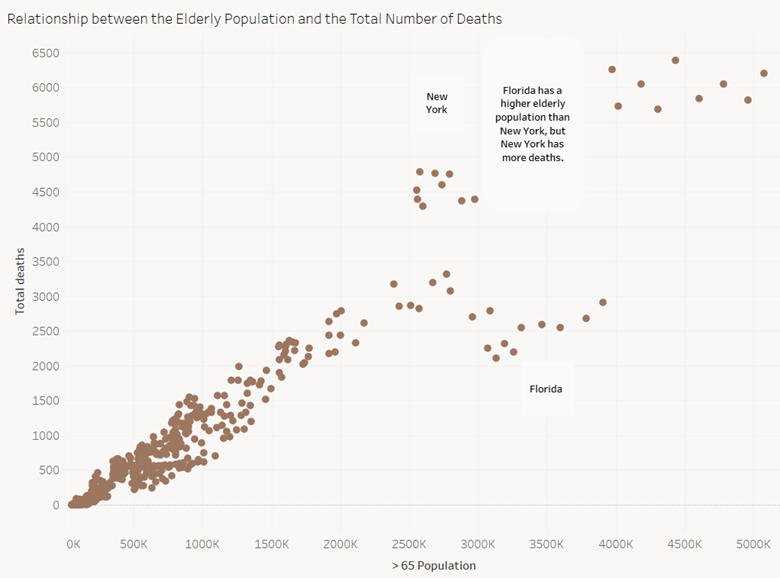 Relationship between the Elderly Population and the Total Number of Deaths
6500
6000
5500
5000
4500
4000
3500
3000
2500
2000
1500
1000
500
0
Total deaths
New
York
Florida has a
higher elderly
population than
New York, but
New York has
more deaths.
Florida
0K
500K
1000K
1500K
2000K
2500K
3000K
3500K
4000K
4500K
5000K
> 65 Population